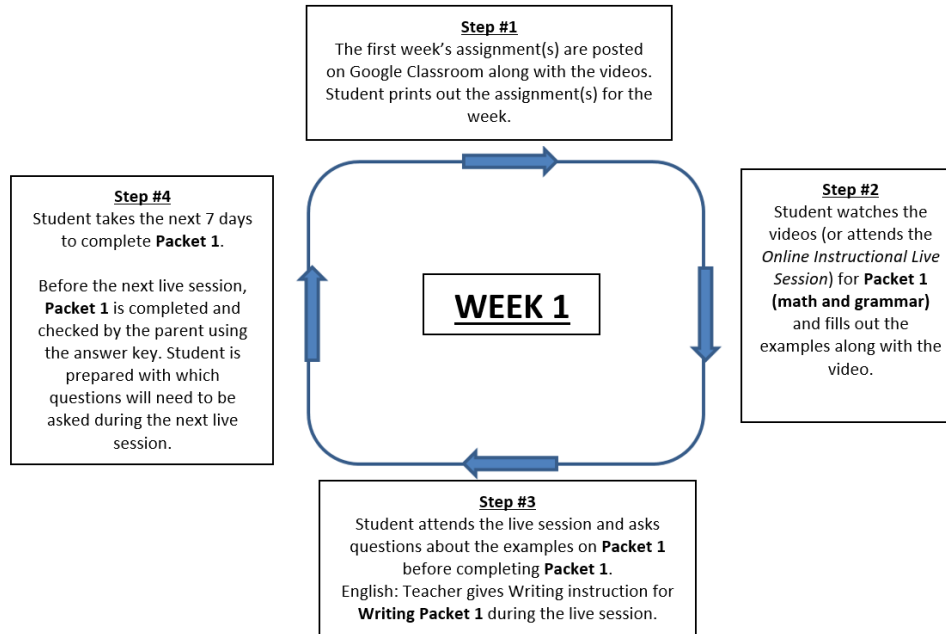 Step #1
The first week's assignment(s) are posted
on Google Classroom along with the videos.
Student prints out the assignment(s) for the
week.
Step #2
Student watches the
videos (or attends the
Online Instructional Live
Session) for Packet 1
(math and grammar)
and fills out the
examples along with the
video.
Step #3
Student attends the live session and asks
questions about the examples on Packet 1
before completing Packet 1.
English: Teacher gives Writing instruction for
Writing Packet 1 during the live session.
Step #4
Student takes the next 7 days
to complete Packet 1.
Before the next live session,
Packet 1 is completed and
checked by the parent using
the answer key. Student is
prepared with which
questions will need to be
asked during the next live
session.
WEEK 1